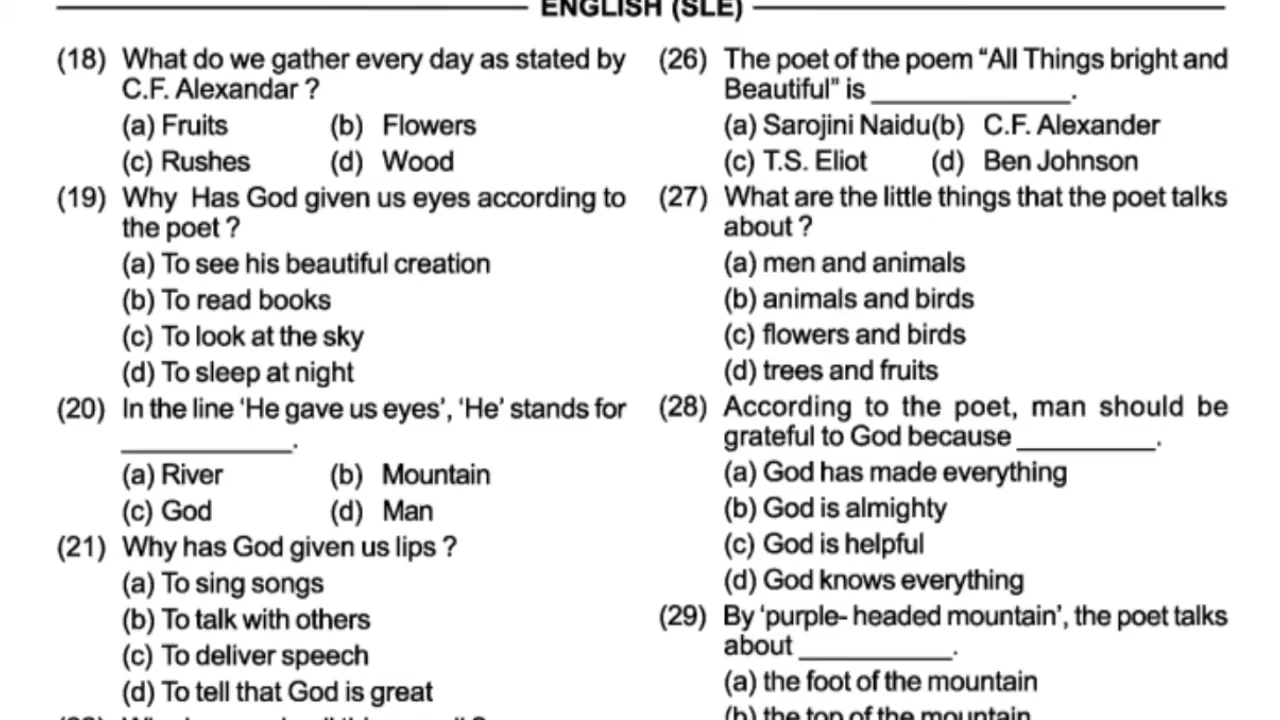 ENGLISH (SLE)
(18) What do we gather every day as stated by
C.F. Alexandar ?
(a) Fruits (b) Flowers
(c) Rushes (d) Wood
(19) Why Has God given us eyes according to
the poet ?
(a) To see his beautiful creation
(b) To read books
(c) To look at the sky
(d) To sleep at night
(20) In the line ‘He gave us eyes’, ‘He’ stands for
____________.
(a) River (b) Mountain
(c) God (d) Man
(21) Why has God given us lips ?
(a) To sing songs
(b) To talk with others
(c) To deliver speech
(d) To tell that God is great
(26) The poet of the poem “All Things bright and
Beautiful” is ______________.
(a) Sarojini Naidu(b) C.F. Alexander
(c) T.S. Eliot (d) Ben Johnson
(27) What are the little things that the poet talks
about ?
(a) men and animals
(b) animals and birds
(c) flowers and birds
(d) trees and fruits
(28) According to the poet, man should be
grateful to God because __________.
(a) God has made everything
(b) God is almighty
(c) God is helpful
(d) God knows everything
(29) By ‘purple- headed mountain’, the poet talks
about ___________.
(a) the foot of the mountain
(b) the top of the mountain